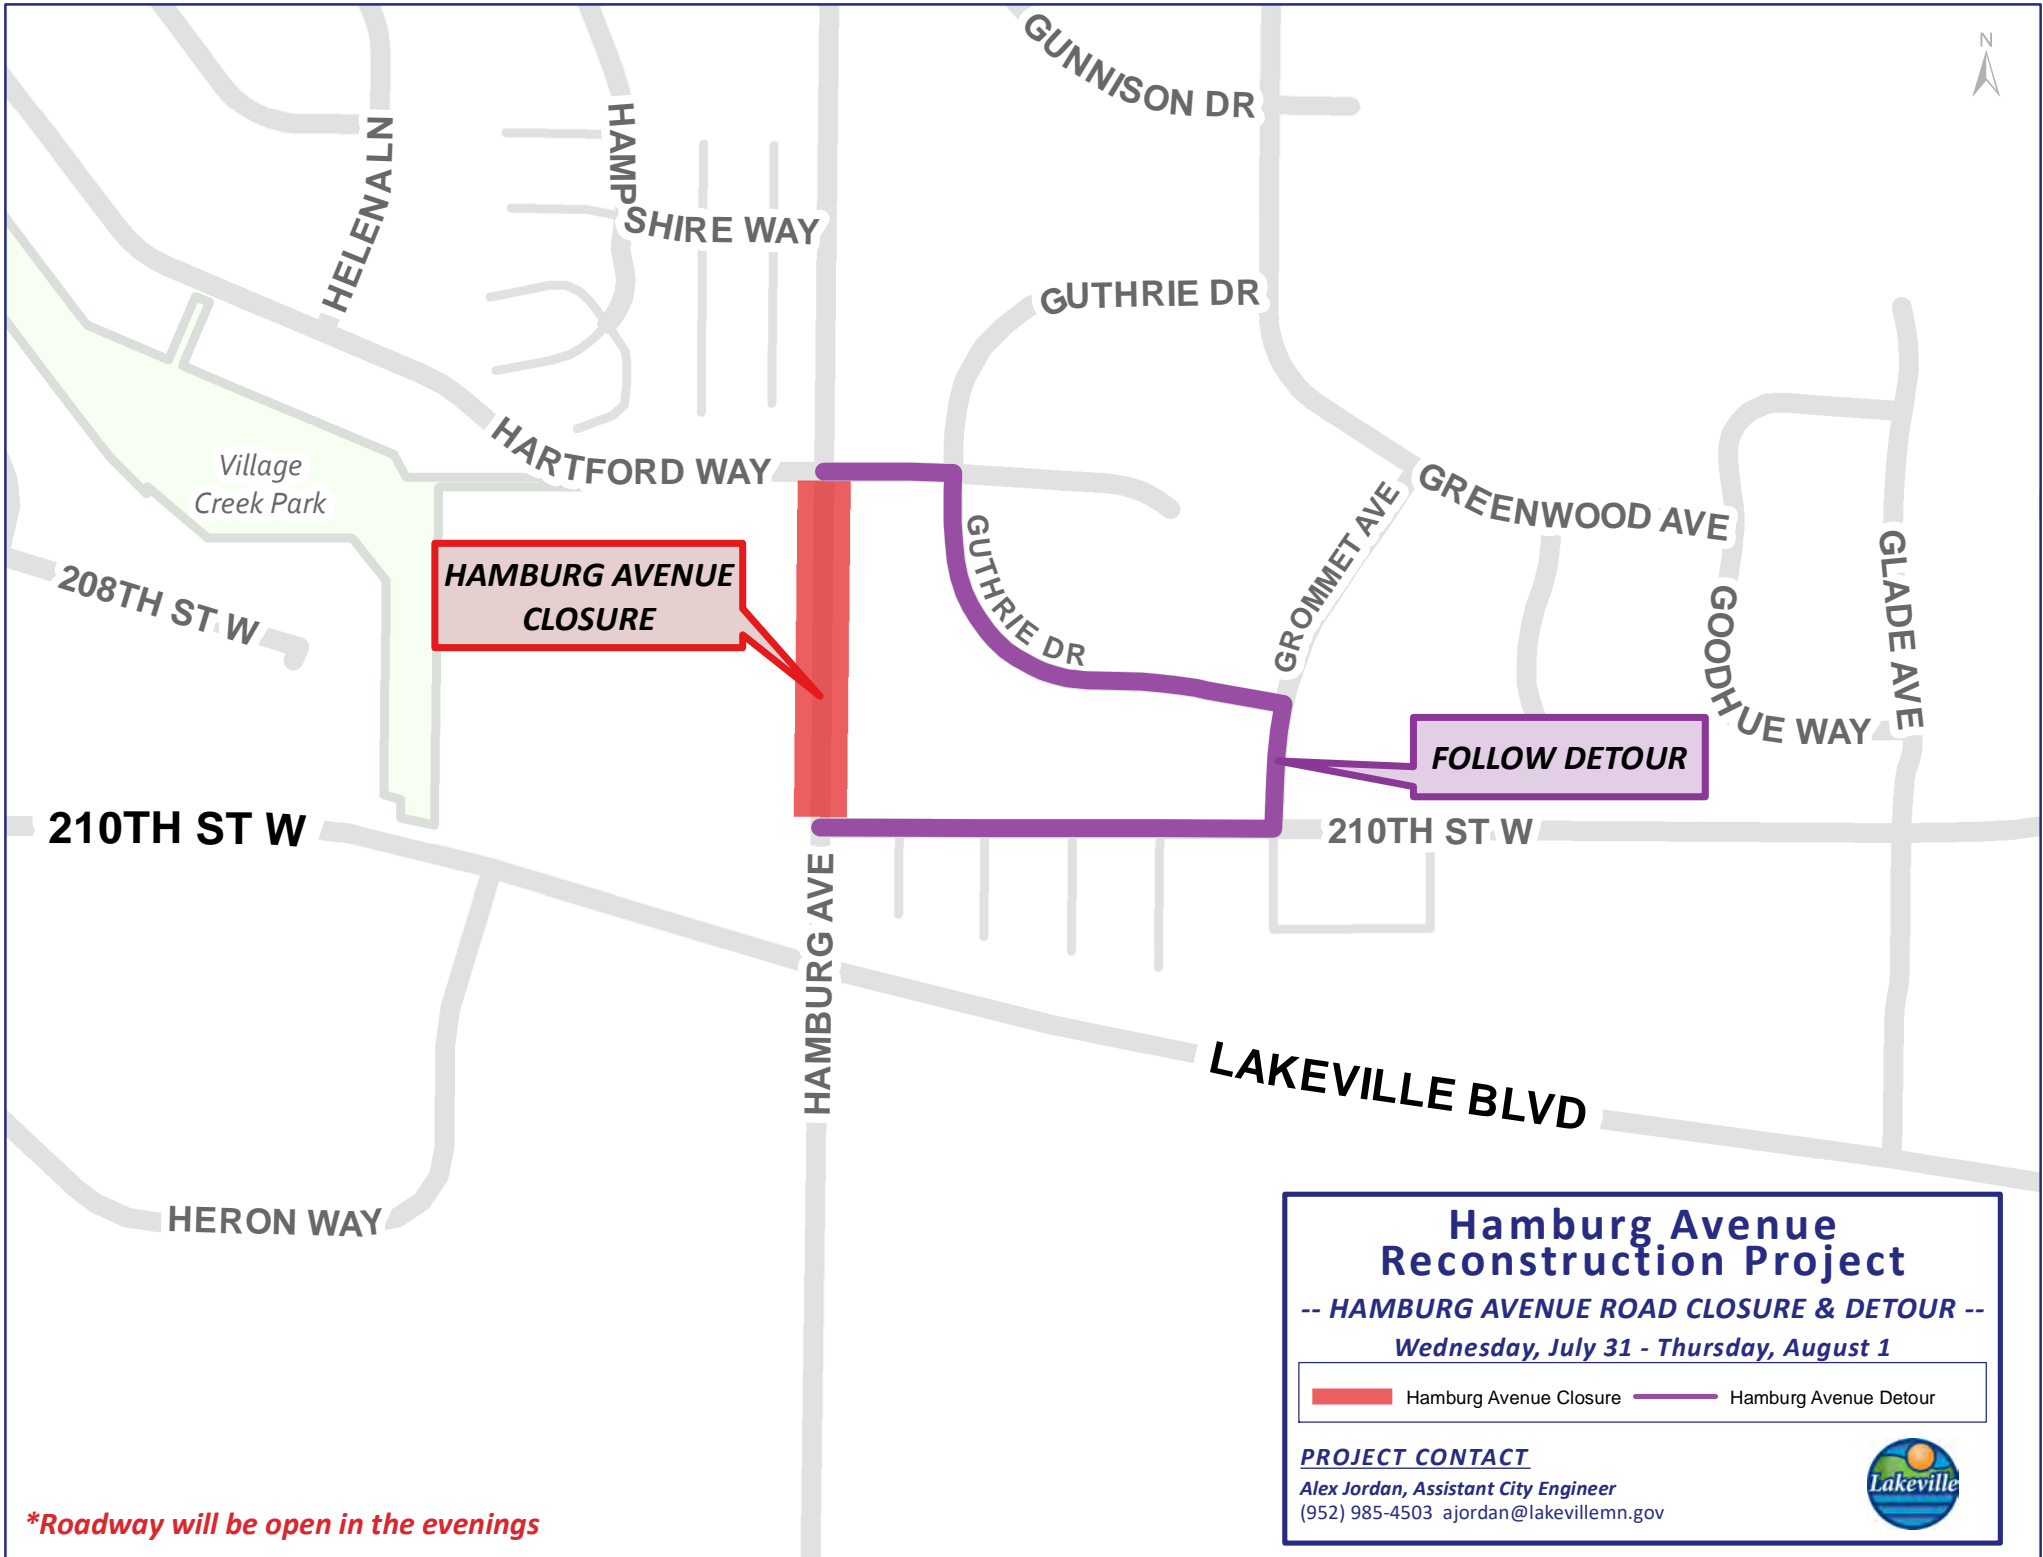 N
GUNNISON DR
HELENA LN
HAMPSHIRE WAY
GUTHRIE DR
HARTFORD WAY
Village
Creek Park
GREENWOOD AVE
GROMMET AVE
GUTHRIE DR
GLADE AVE
GOODHUE WAY
208TH ST W
HAMBURG AVENUE
CLOSURE
FOLLOW DETOUR
210TH ST W
210TH ST W
HAMBURG AVE
LAKEVILLE BLVD
HERON WAY
Hamburg Avenue
Reconstruction Project
-- HAMBURG AVENUE ROAD CLOSURE & DETOUR --
Wednesday, July 31 - Thursday, August 1
Hamburg Avenue Closure
Hamburg Avenue Detour
PROJECT CONTACT
Alex Jordan, Assistant City Engineer
(952) 985-4503 ajordan@lakevillemn.gov
Lakeville
*Roadway will be open in the evenings